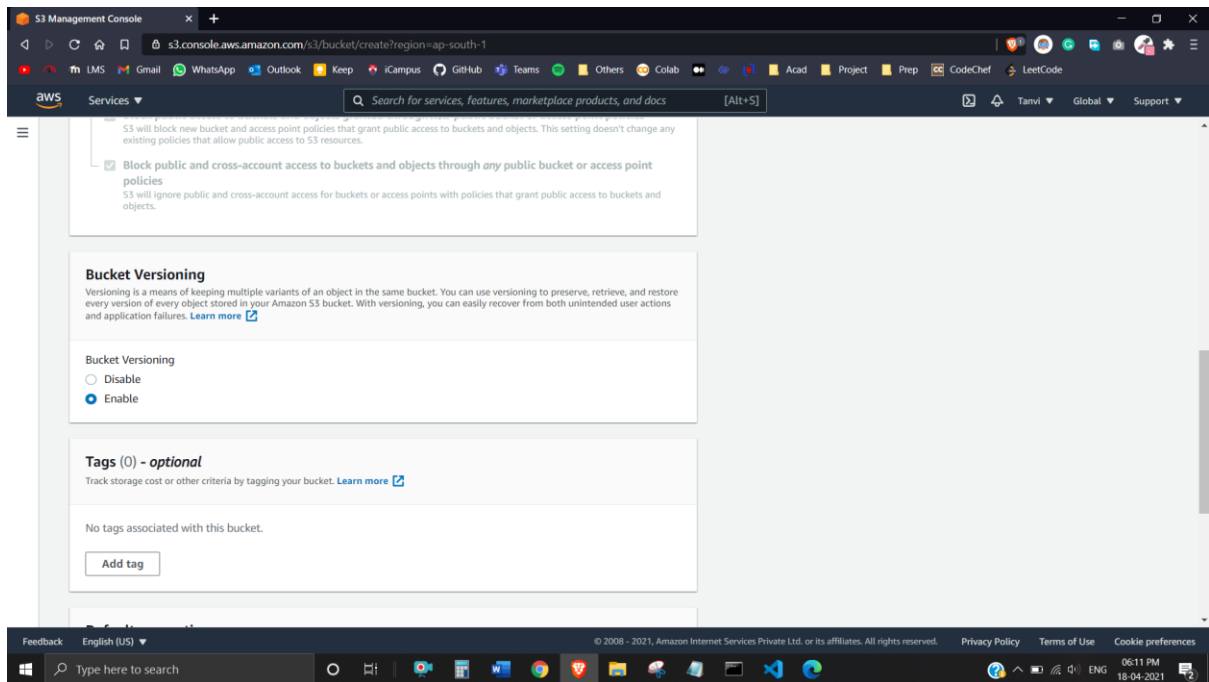 S3 Management Console
s3.console.aws.amazon.com/s3/bucket/create?region=ap-south-1
LMS Gmail WhatsApp Outlook Keep iCampus GitHub Teams Others Colab Acad Project Prep CC CodeChef LeetCode
aws Services ▼ Search for services, features, marketplace products, and docs [Alt+S] Tanvi ▼ Global ▼ Support ▼
S3 will block new bucket and access point policies that grant public access to buckets and objects. This setting doesn't change any
existing policies that allow public access to S3 resources.
Block public and cross-account access to buckets and objects through any public bucket or access point
policies
S3 will ignore public and cross-account access for buckets or access points with policies that grant public access to buckets and
objects.
Bucket Versioning
Versioning is a means of keeping multiple variants of an object in the same bucket. You can use versioning to preserve, retrieve, and restore
every version of every object stored in your Amazon S3 bucket. With versioning, you can easily recover from both unintended user actions
and application failures. Learn more
Bucket Versioning
Disable
Enable
Tags (0) - optional
Track storage cost or other criteria by tagging your bucket. Learn more
No tags associated with this bucket.
Add tag
Feedback English (US) ▼ © 2008 - 2021, Amazon Internet Services Private Ltd. or its affiliates. All rights reserved. Privacy Policy Terms of Use Cookie preferences
Type here to search ENG 06:11 PM
18-04-2021